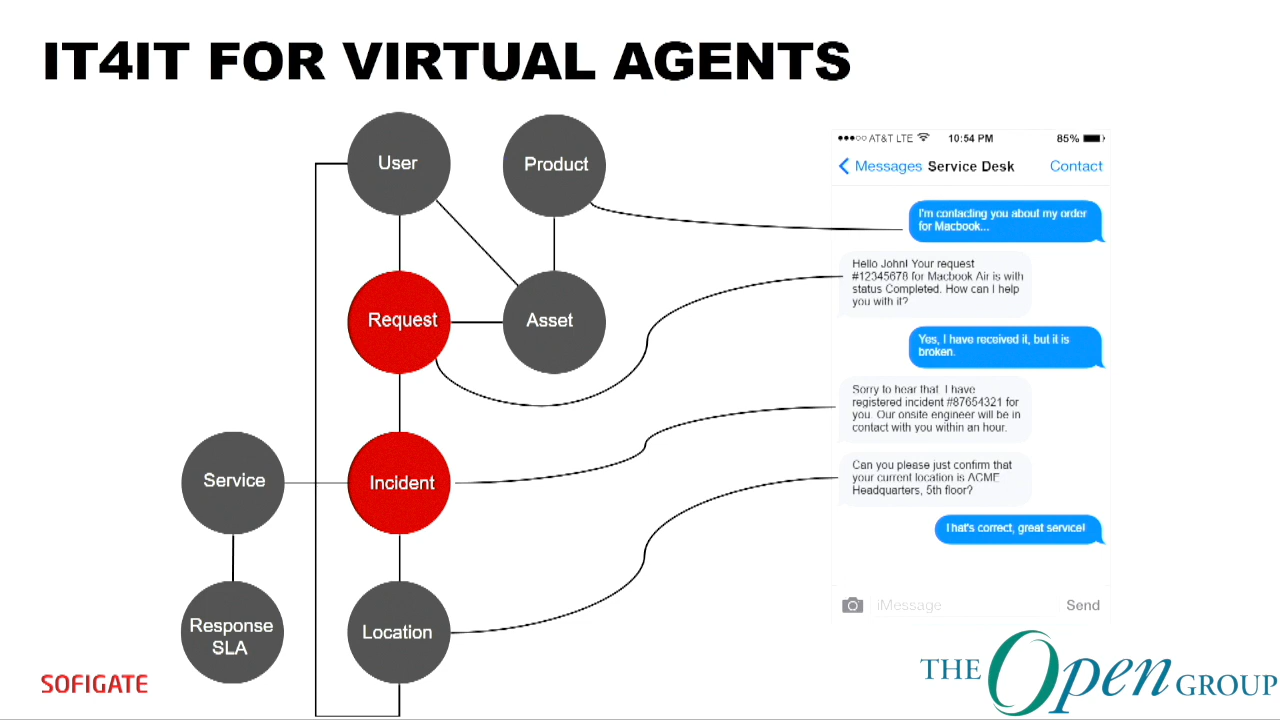 IT4IT FOR VIRTUAL AGENTS
User
Product
Request
Asset
Service
Incident
Response
SLA
Location
AT&T LTE
10:54 PM
85%
Messages
Service Desk
Contact
I'm contacting you about my order
for Macbook...
Hello John! Your request
#12345678 for Macbook Air is with
status Completed. How can I help
you with it?
Yes, I have received it, but it is
broken.
Sorry to hear that. I have
registered incident #87654321 for
you. Our onsite engineer will be in
contact with you within an hour.
Can you please just confirm that
your current location is ACME
Headquarters, 5th floor?
That's correct, great service!
iMessage
Send
SOFIGATE
THE Open GROUP